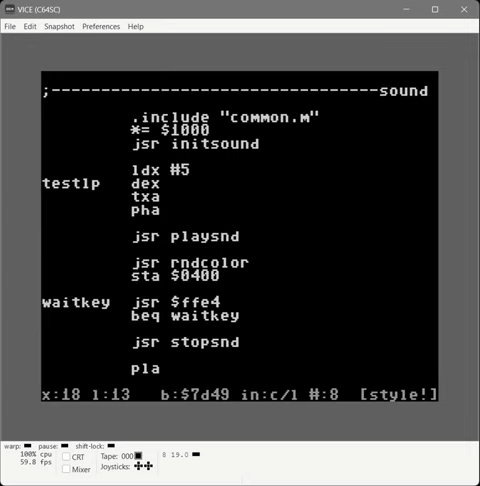 VICE (C64SC)
File Edit Snapshot Preferences Help
;---------------------------------sound
.include "common.m"
*= $1000
jsr initsound
ldx #5
testlp dex
txa
pha
jsr playsnd
jsr rndcolor
sta $0400
waitkey jsr $ffe4
beq waitkey
jsr stopsnd
pla
x:18 l:13 b:$7d49 in:c/l #:8 [style!]
warp: pause: shift-lock:
100% cpu
59.8 fps
CRT
Mixer
Tape: 000
Joysticks:
8 19.0